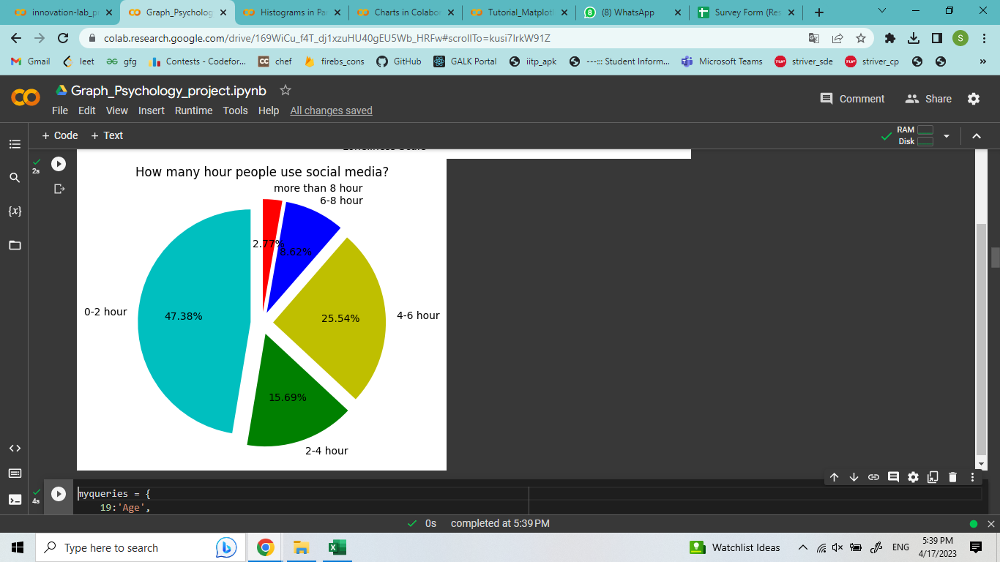 innovation-lab_p
Graph_Psycholog
Histograms in Pa
Charts in Colabor
Tutorial_Matplotl
(8) WhatsApp
Survey Form (Res
colab.research.google.com/drive/169WiCu_f4T_dj1xzuHU40gEU5Wb_HRFw#scrollTo=kusi7IrkW91Z
S
Gmail
leet
gfg
Contests - Codefor...
chef
firebs_cons
GitHub
GALK Portal
iitp_apk
---::: Student Inform...
Microsoft Teams
striver_sde
striver_cp
»
Graph_Psychology_project.ipynb
File Edit View Insert Runtime Tools Help All changes saved
Comment
Share
+ Code + Text
RAM
Disk
2s
How many hour people use social media?
more than 8 hour
6-8 hour
2.77%
8.62%
0-2 hour
47.38%
25.54%
4-6 hour
15.69%
2-4 hour
4s
myqueries = {
19:'Age',
0s completed at 5:39 PM
Type here to search
Watchlist Ideas
ENG
5:39 PM
4/17/2023